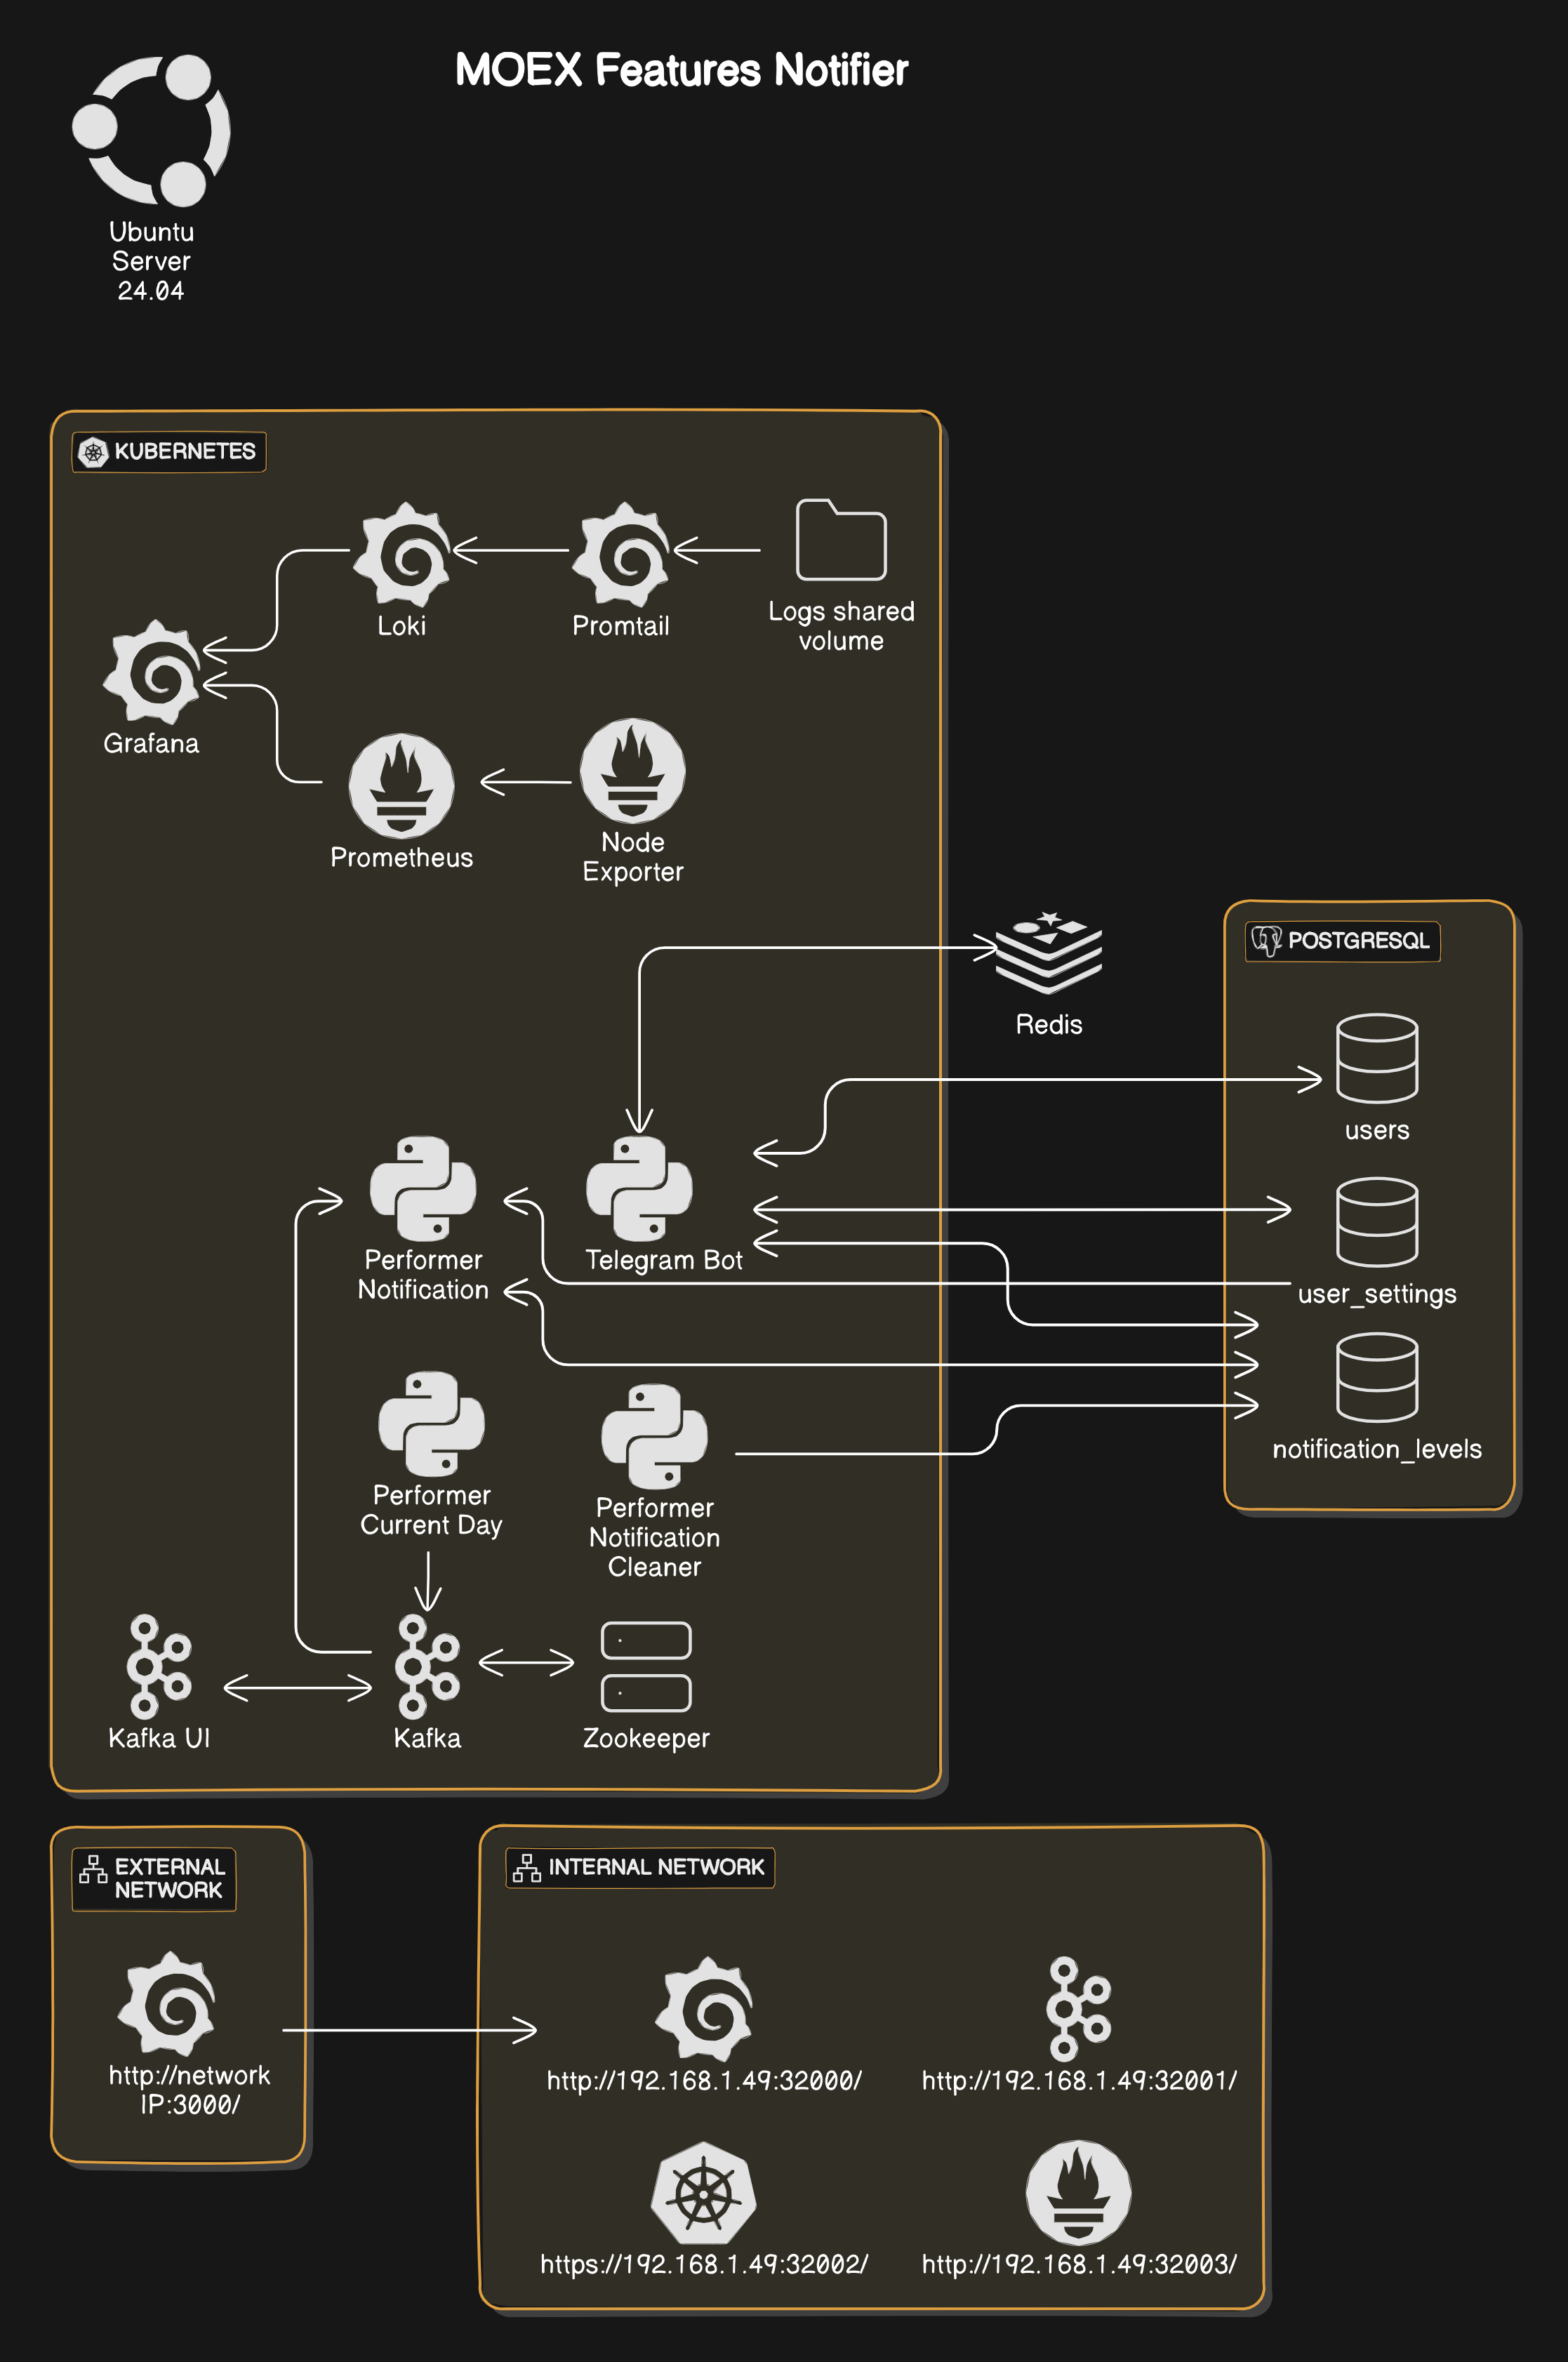 MOEX Features Notifier
Ubuntu
Server
24.04
KUBERNETES
Loki
Promtail
Logs shared
volume
Grafana
Prometheus
Node
Exporter
Redis
POSTGRESQL
users
user_settings
notification_levels
Performer
Notification
Telegram Bot
Performer
Current Day
Performer
Notification
Cleaner
Kafka UI
Kafka
Zookeeper
EXTERNAL
NETWORK
http://network
IP:3000/
INTERNAL NETWORK
http://192.168.1.49:32000/
http://192.168.1.49:32001/
https://192.168.1.49:32002/
http://192.168.1.49:32003/